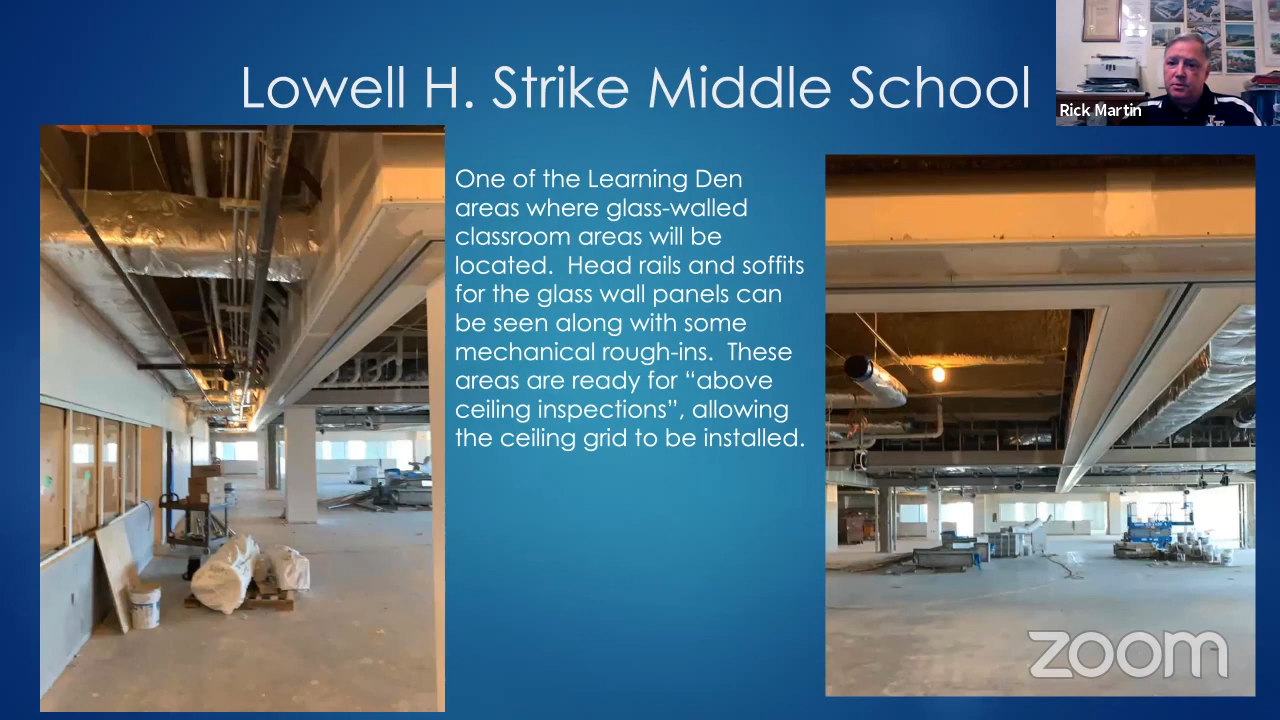 Lowell H. Strike Middle School
Rick Martin
One of the Learning Den
areas where glass-walled
classroom areas will be
located.  Head rails and soffits
for the glass wall panels can
be seen along with some
mechanical rough-ins.  These
areas are ready for “above
ceiling inspections”, allowing
the ceiling grid to be installed.
zoom